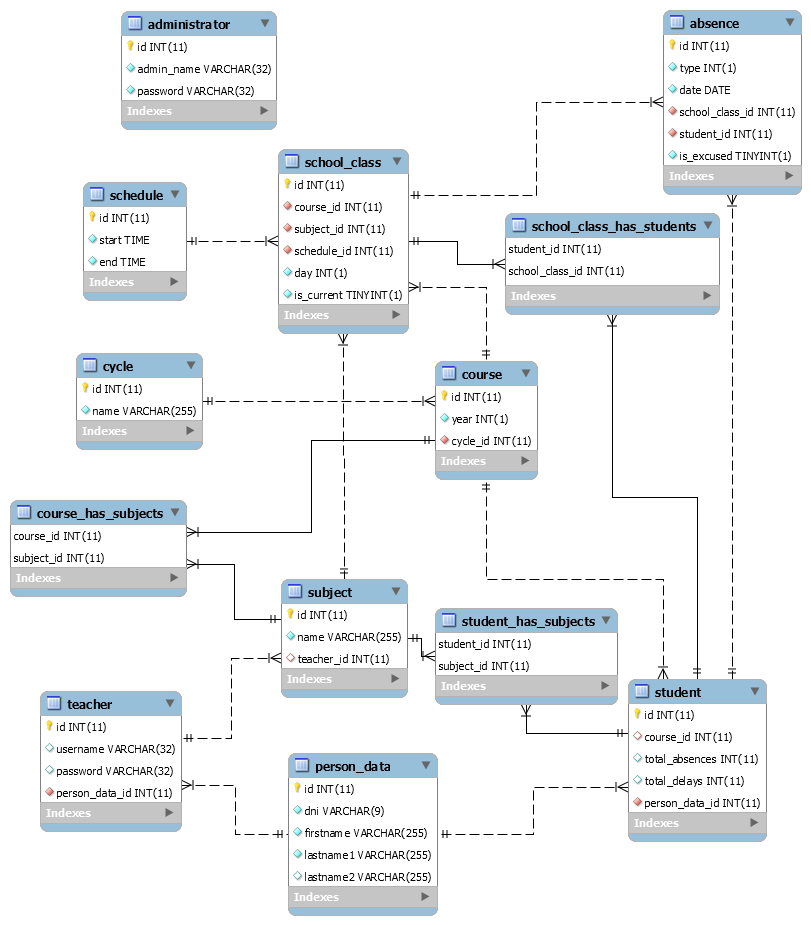 administrator
id INT(11)
admin_name VARCHAR(32)
password VARCHAR(32)
Indexes
absence
id INT(11)
type INT(1)
date DATE
school_class_id INT(11)
student_id INT(11)
is_excused TINYINT(1)
Indexes
school_class
id INT(11)
course_id INT(11)
subject_id INT(11)
schedule_id INT(11)
day INT(1)
is_current TINYINT(1)
Indexes
schedule
id INT(11)
start TIME
end TIME
Indexes
school_class_has_students
student_id INT(11)
school_class_id INT(11)
Indexes
cycle
id INT(11)
name VARCHAR(255)
Indexes
course
id INT(11)
year INT(1)
cycle_id INT(11)
Indexes
course_has_subjects
course_id INT(11)
subject_id INT(11)
Indexes
subject
id INT(11)
name VARCHAR(255)
teacher_id INT(11)
Indexes
student_has_subjects
student_id INT(11)
subject_id INT(11)
Indexes
student
id INT(11)
course_id INT(11)
total_absences INT(11)
total_delays INT(11)
person_data_id INT(11)
Indexes
teacher
id INT(11)
username VARCHAR(32)
password VARCHAR(32)
person_data_id INT(11)
Indexes
person_data
id INT(11)
dni VARCHAR(9)
firstname VARCHAR(255)
lastname1 VARCHAR(255)
lastname2 VARCHAR(255)
Indexes